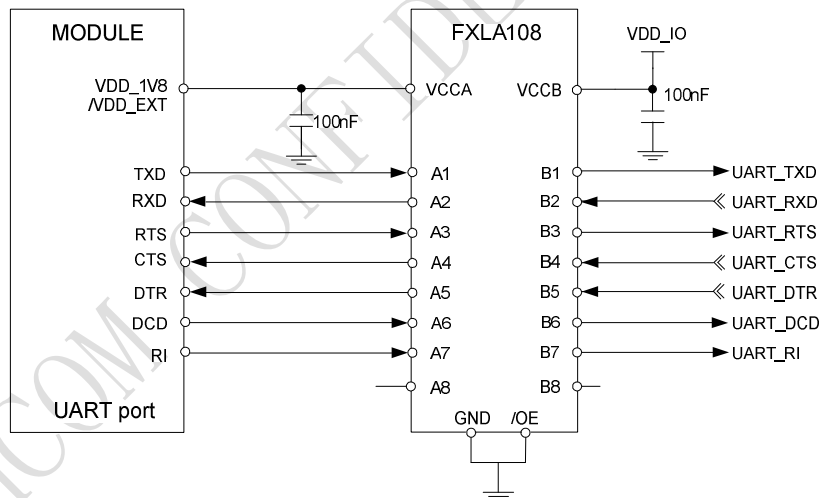 MODULE
FXLA108
VDD_IO
VDD_1V8
/VDD_EXT
VCCA
VCCB
100nF
100nF
TXD
A1
B1
UART_TXD
RXD
A2
B2
UART_RXD
RTS
A3
B3
UART_RTS
CTS
A4
B4
UART_CTS
DTR
A5
B5
UART_DTR
DCD
A6
B6
UART_DCD
RI
A7
B7
UART_RI
A8
B8
UART port
GND
/OE
COM CONFIDE